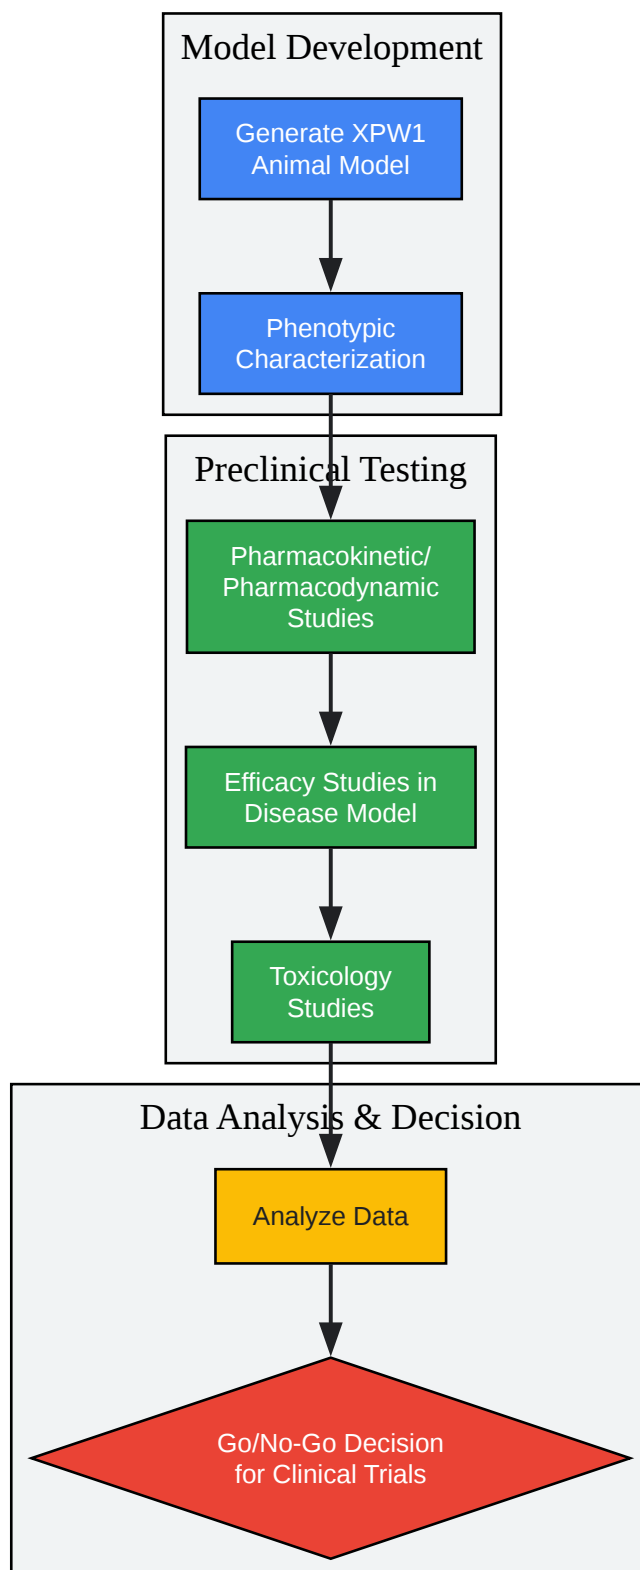 Model Development
Generate XPW1
Animal Model
Phenotypic
Characterization
Preclinical Testing
Pharmacokinetic/
Pharmacodynamic
Studies
Efficacy Studies in
Disease Model
Toxicology
Studies
Data Analysis & Decision
Analyze Data
Go/No-Go Decision
for Clinical Trials